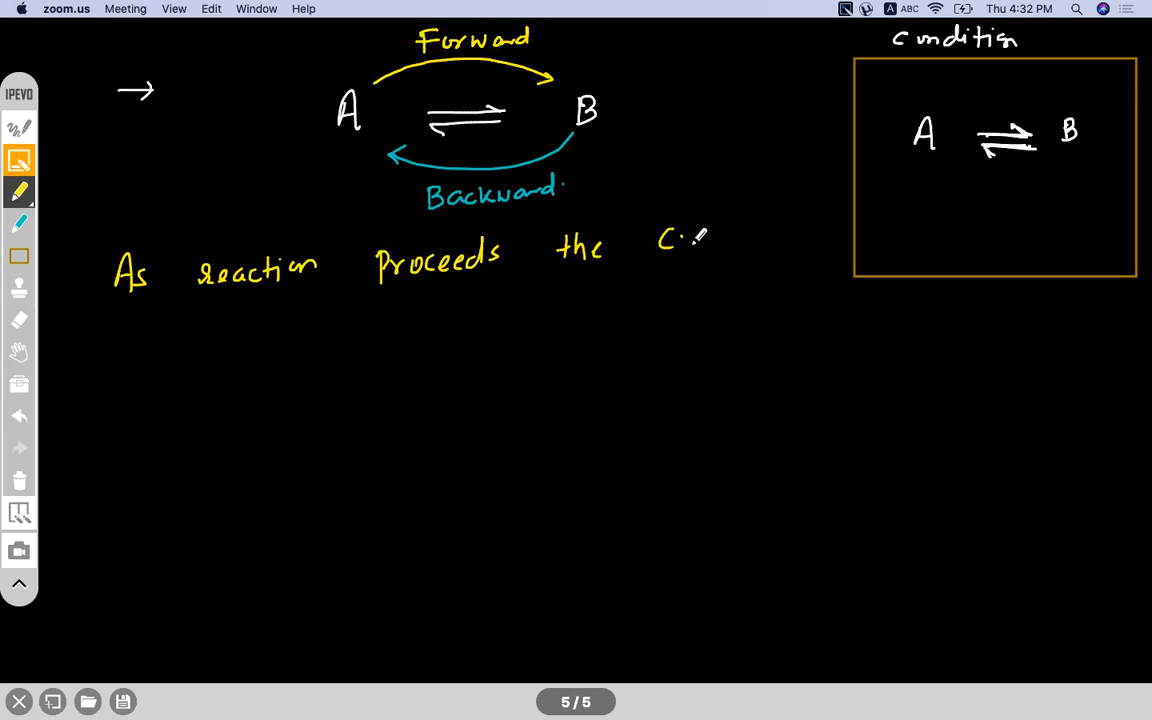 zoom.us Meeting View Edit Window Help A ABC Thu 4:32 PM
condition
Forward
IPEVO
→ A ⇌ B
A ⇌ B
Backward.
As reaction proceeds the C
5/5